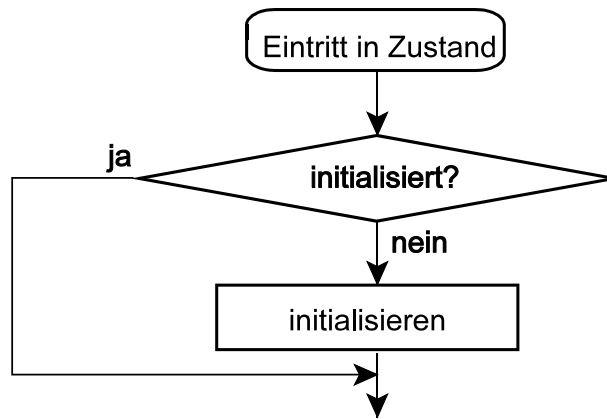 Eintritt in Zustand
ja
initialisiert?
nein
initialisieren